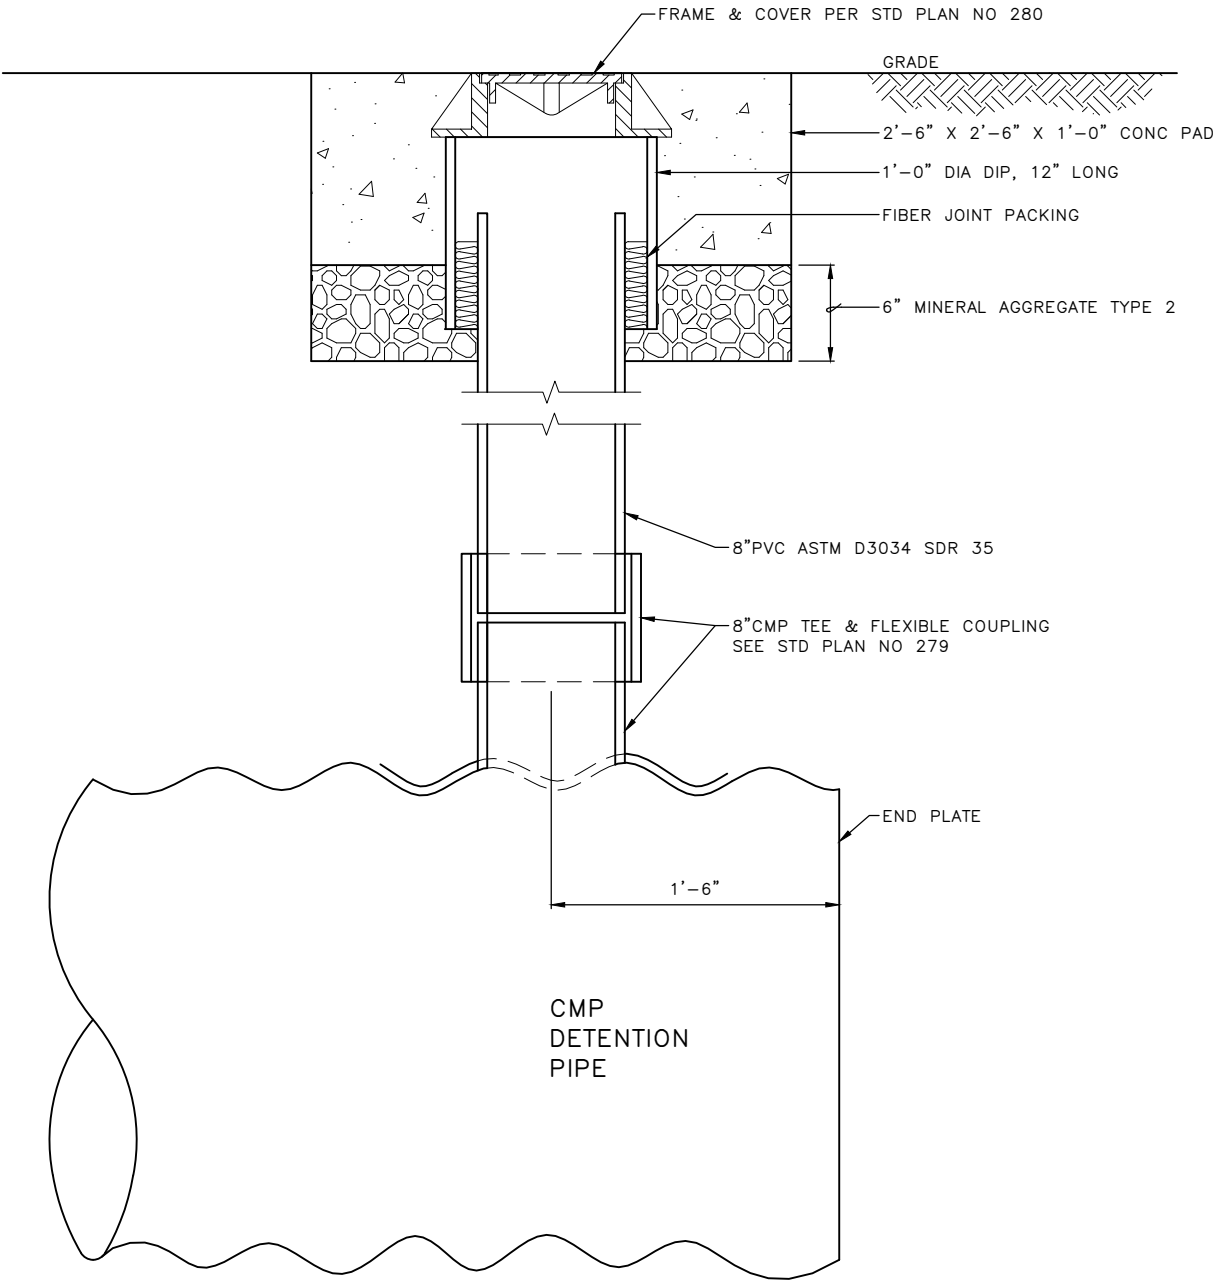 FRAME & COVER PER STD PLAN NO 280
GRADE
2'-6" X 2'-6" X 1'-0" CONC PAD
1'-0" DIA DIP, 12" LONG
FIBER JOINT PACKING
6" MINERAL AGGREGATE TYPE 2
8"PVC ASTM D3034 SDR 35
8"CMP TEE & FLEXIBLE COUPLING
SEE STD PLAN NO 279
END PLATE
1'-6"
CMP
DETENTION
PIPE